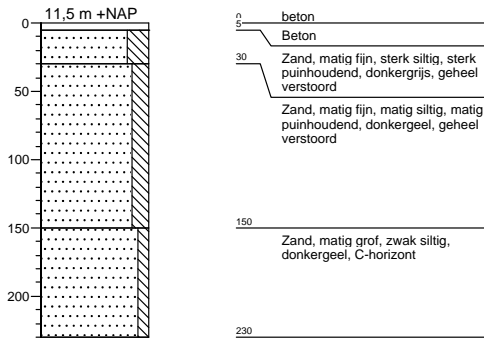 11,5 m +NAP
0
50
100
150
200
0
beton
5
Beton
Zand, matig fijn, sterk siltig, sterk
puinhoudend, donkergrijs, geheel
verstoord
30
Zand, matig fijn, matig siltig, matig
puinhoudend, donkergeel, geheel
verstoord
150
Zand, matig grof, zwak siltig,
donkergeel, C-horizont
230